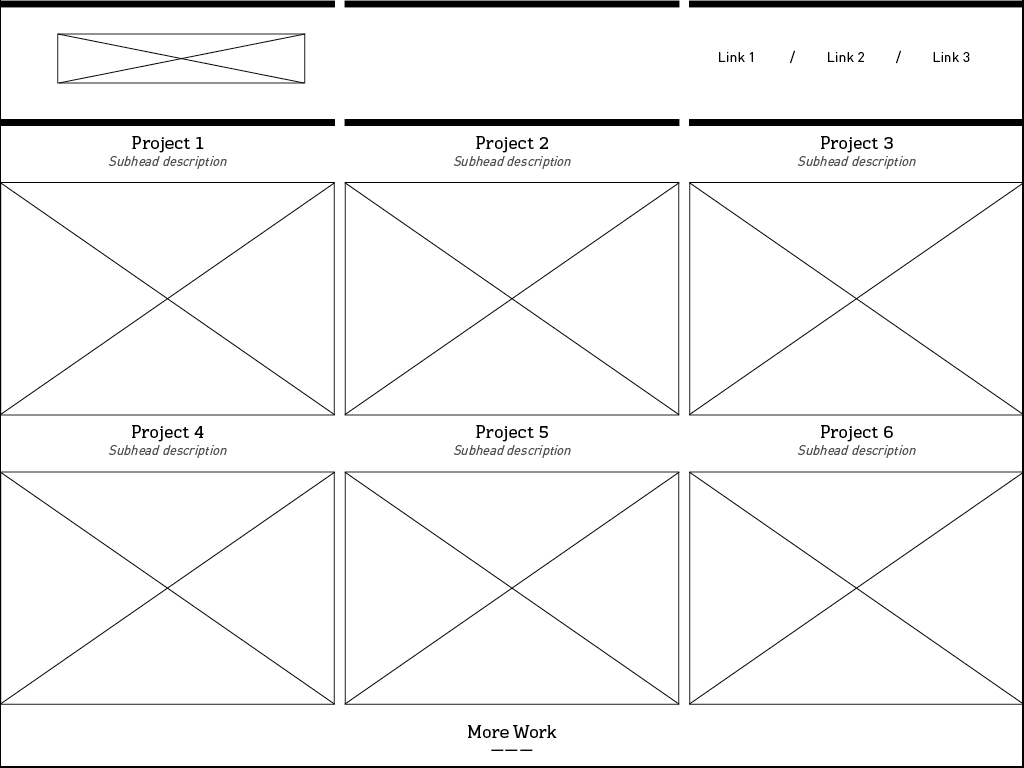 Link 1 / Link 2 / Link 3
Project 1
Subhead description
Project 2
Subhead description
Project 3
Subhead description
Project 4
Subhead description
Project 5
Subhead description
Project 6
Subhead description
More Work